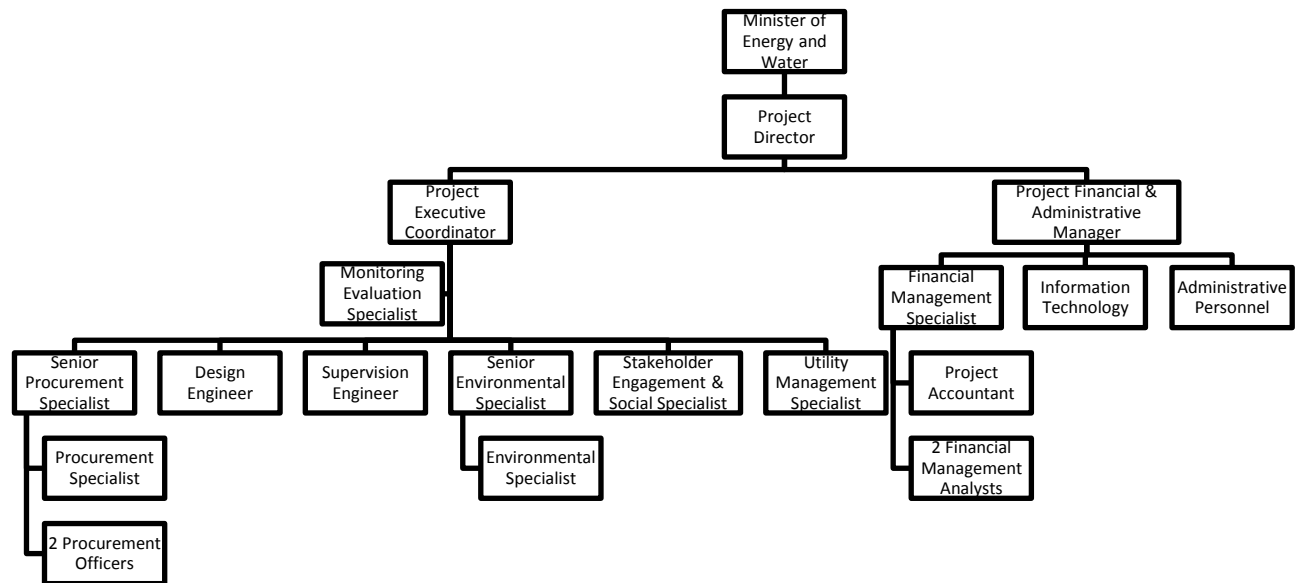 Minister of
Energy and
Water
Project
Director
Project
Executive
Coordinator
Project Financial &
Administrative
Manager
Monitoring
Evaluation
Specialist
Financial
Management
Specialist
Information
Technology
Administrative
Personnel
Senior
Procurement
Specialist
Design
Engineer
Supervision
Engineer
Senior
Environmental
Specialist
Stakeholder
Engagement &
Social Specialist
Utility
Management
Specialist
Project
Accountant
Procurement
Specialist
Environmental
Specialist
2 Financial
Management
Analysts
2 Procurement
Officers